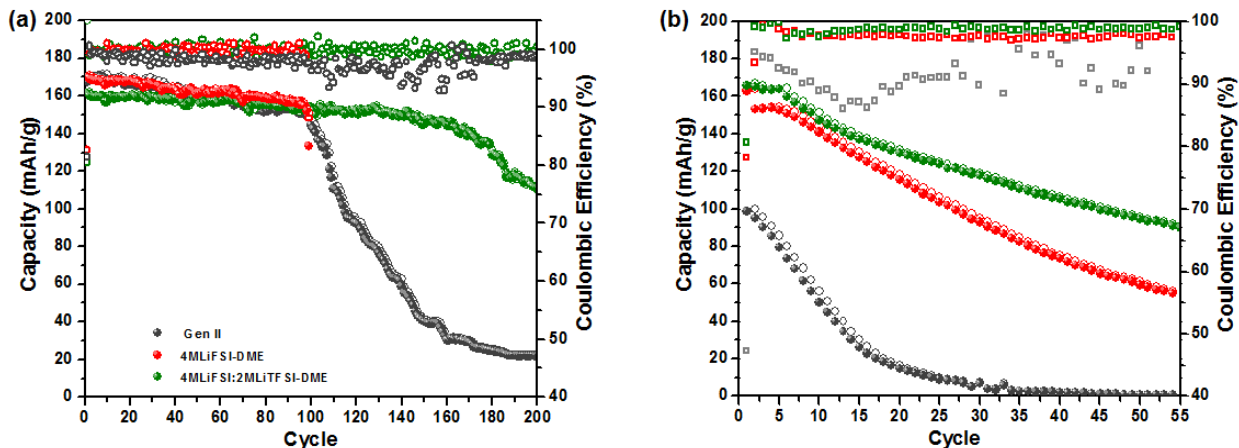 (a)
200
180
160
140
120
100
80
60
40
20
0
Capacity (mAh/g)
100
90
80
70
60
50
40
Coulombic Efficiency (%)
Gen II
4MLiFSI-DME
4MLiFSI:2MLiTFSI-DME
0 20 40 60 80 100 120 140 160 180 200
Cycle
(b)
200
180
160
140
120
100
80
60
40
20
0
Capacity (mAh/g)
100
90
80
70
60
50
40
Coulombic Efficiency (%)
0 5 10 15 20 25 30 35 40 45 50 55
Cycle